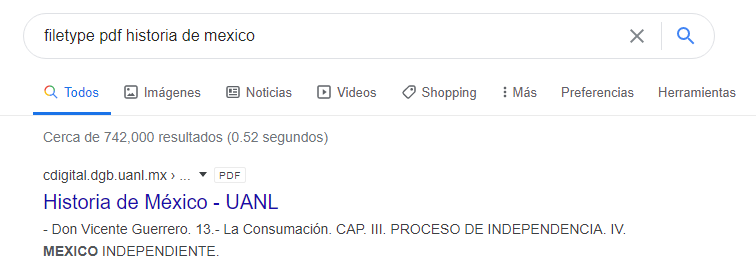 filetype pdf historia de mexico
Todos Imágenes Noticias Videos Shopping Más Preferencias Herramientas
Cerca de 742,000 resultados (0.52 segundos)
cdigital.dgb.uanl.mx › ... PDF
Historia de México - UANL
- Don Vicente Guerrero. 13.- La Consumación. CAP. III. PROCESO DE INDEPENDENCIA. IV.
MEXICO INDEPENDIENTE.